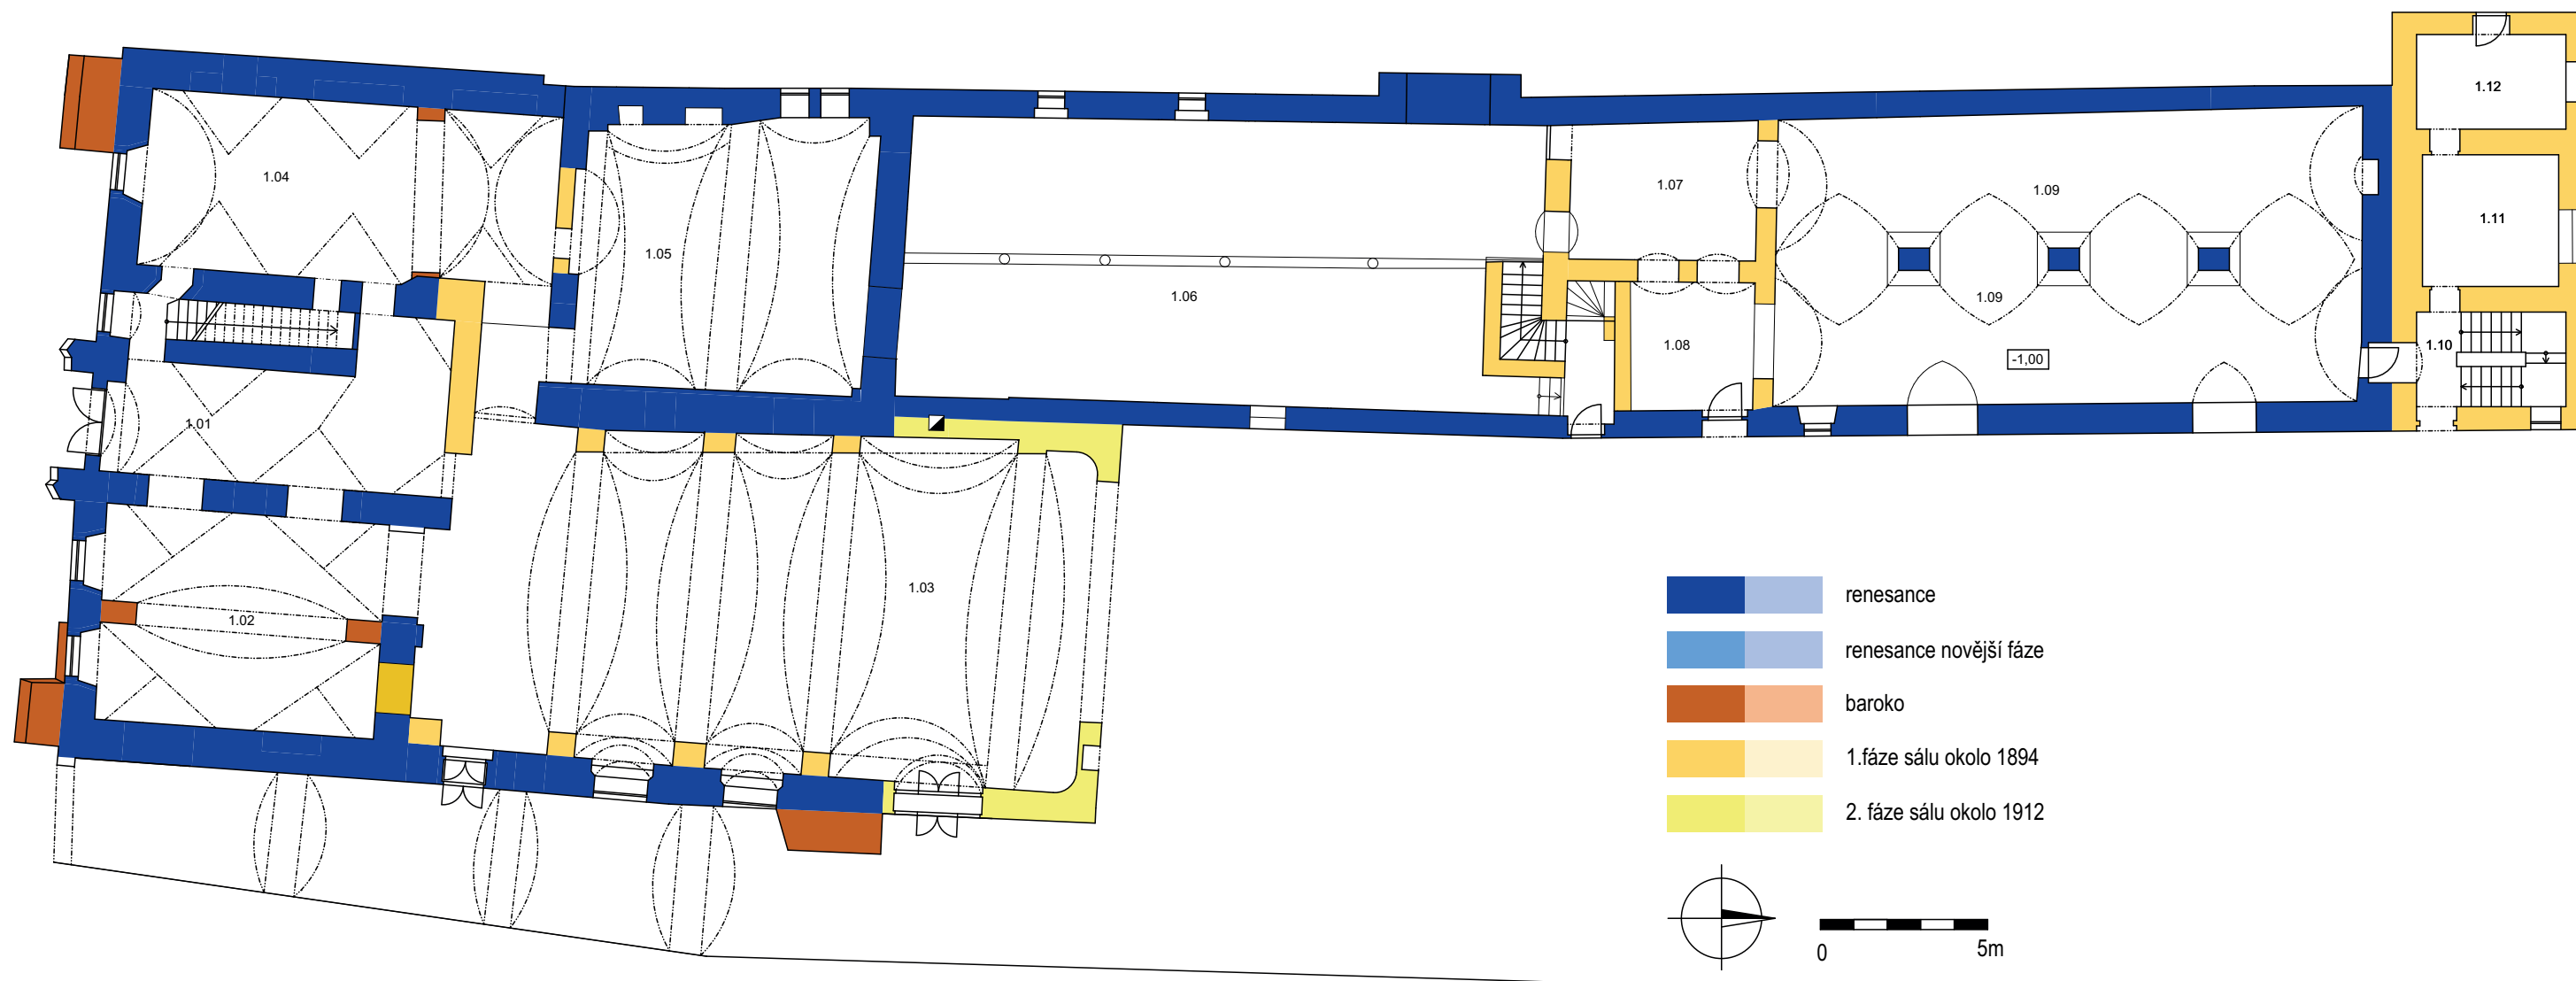 1.12
1.04
1.07
1.09
1.11
1.05
1.06
1.09
1.08
1.10
-1,00
1.01
1.03
1.02
renesance
renesance novější fáze
baroko
1.fáze sálu okolo 1894
2. fáze sálu okolo 1912
0 5m